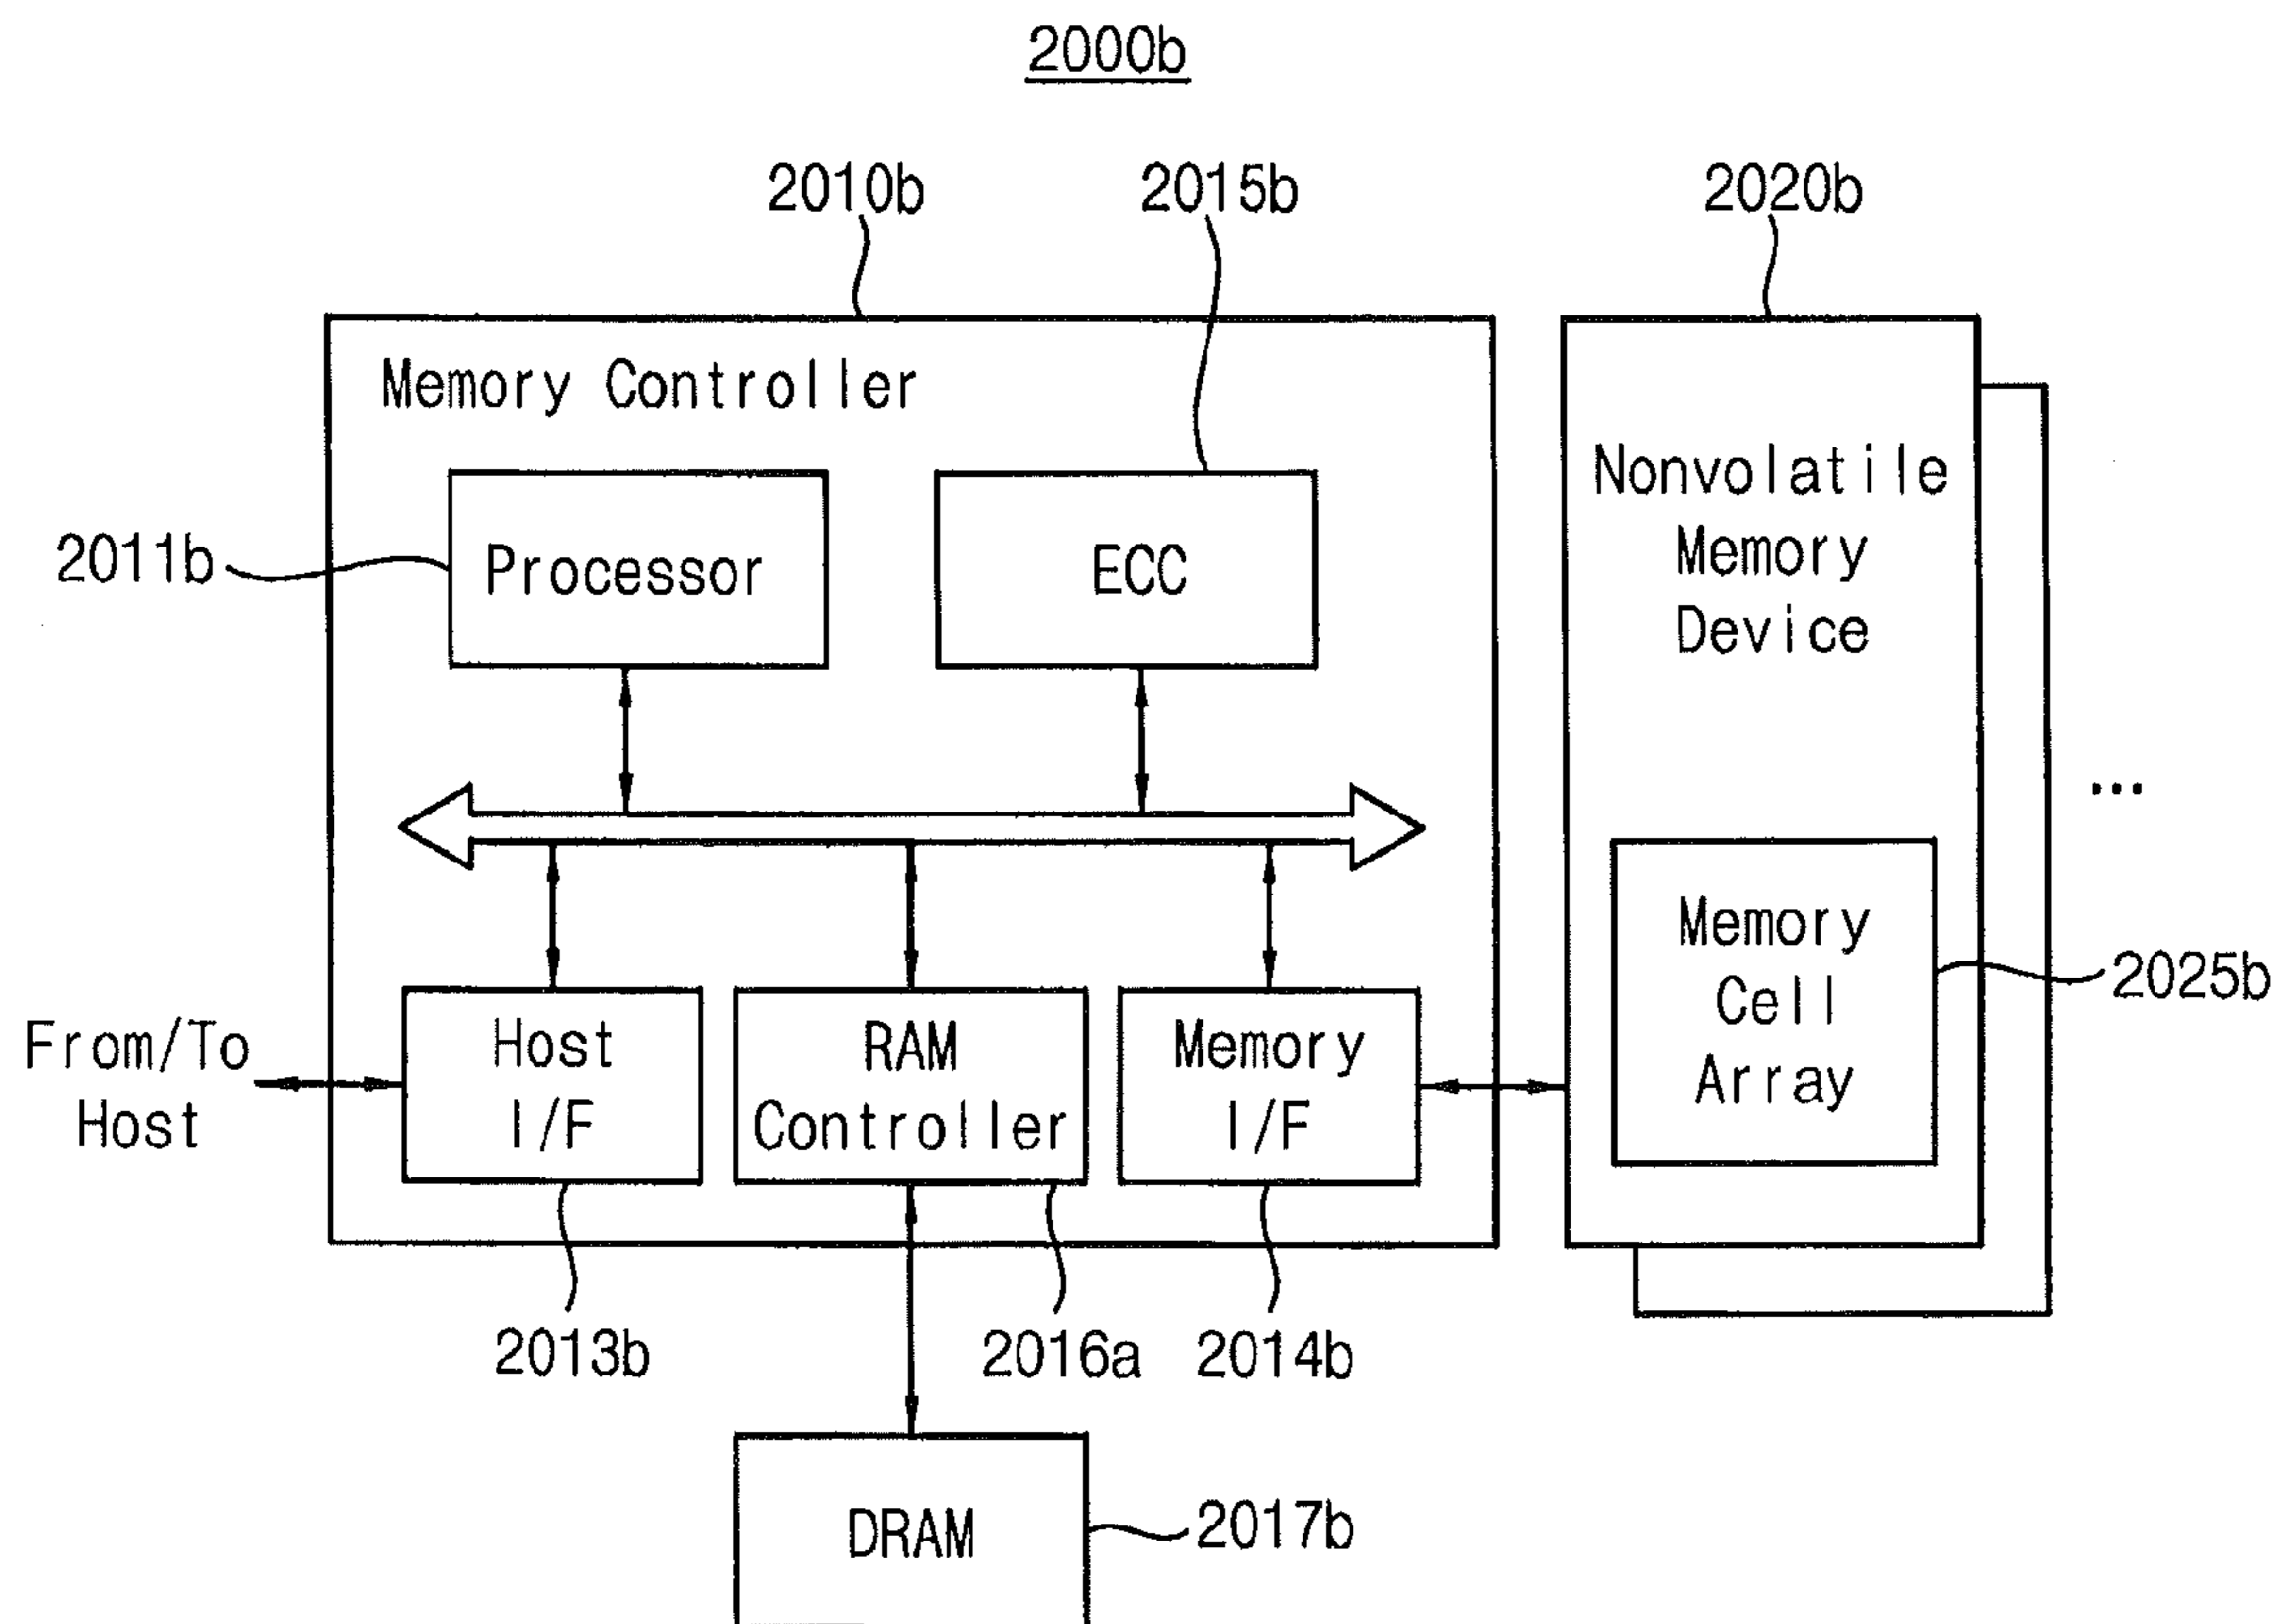 2000b
2010b
2015b
2020b
Memory Controller
Nonvolatile
Memory
Device
2011b
Processor
ECC
...
Memory
Cell
Array
2025b
From/To
Host
Host
I/F
RAM
Controller
Memory
I/F
2013b
2016a
2014b
DRAM
2017b